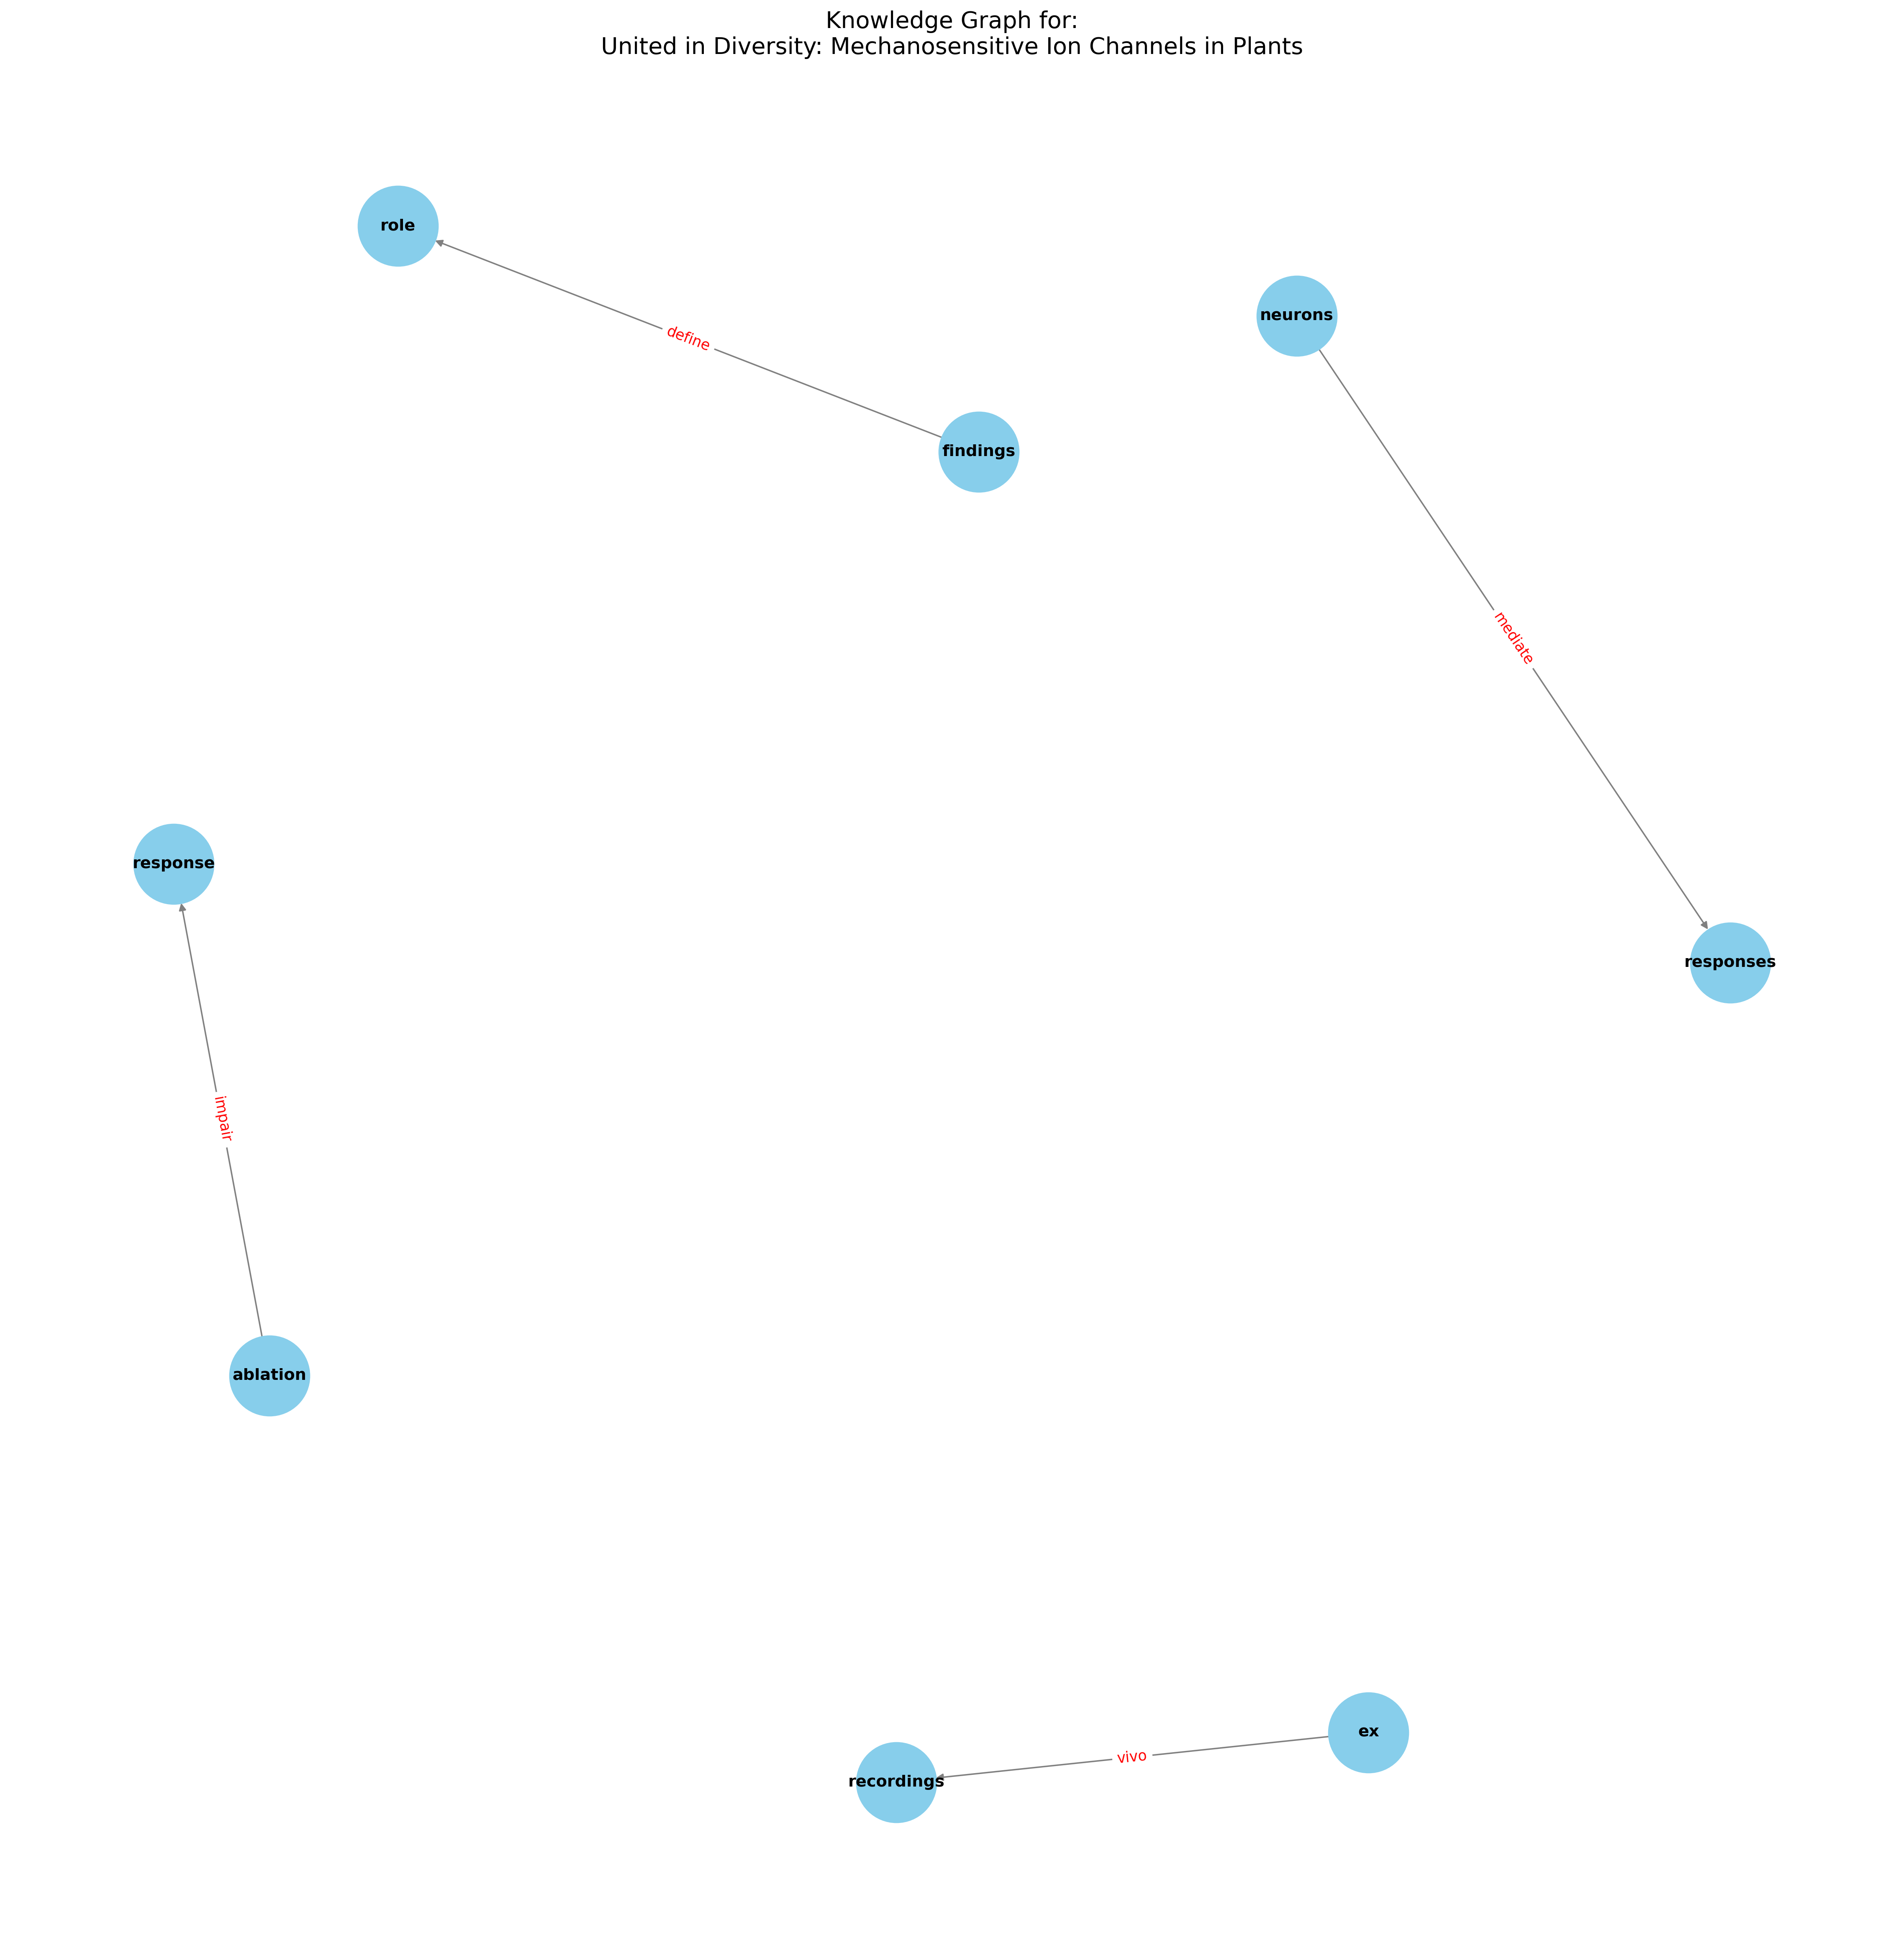 Knowledge Graph for:
United in Diversity: Mechanosensitive Ion Channels in Plants
role
neurons
define
findings
mediate
response
responses
impair
ablation
ex
vivo
recordings